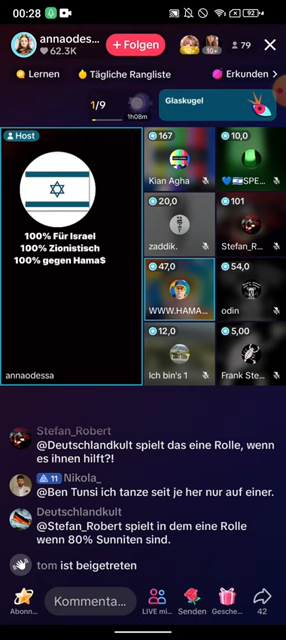 00:28
92
annaodes...
62.3K
+ Folgen
10+
79
Lernen
Tägliche Rangliste
Erkunden >
1/9
1h08m
Glaskugel
Host
100% Für Israel
100% Zionistisch
100% gegen Hama$
annaodessa
167
Kian Agha
10,0
SPE...
20,0
zaddik.
101
Stefan_R...
47,0
WWW.HAMA...
54,0
odin
12,0
Ich bin's 1
5,00
Frank Ste...
Stefan_Robert
@Deutschlandkult spielt das eine Rolle, wenn
es ihnen hilft?!
11 Nikola_
@Ben Tunsi ich tanze seit je her nur auf einer.
Deutschlandkult
@Stefan_Robert spielt in dem eine Rolle
wenn 80% Sunniten sind.
tom ist beigetreten
Abonn...
Kommenta...
LIVE mi...
Senden
Gesche...
42